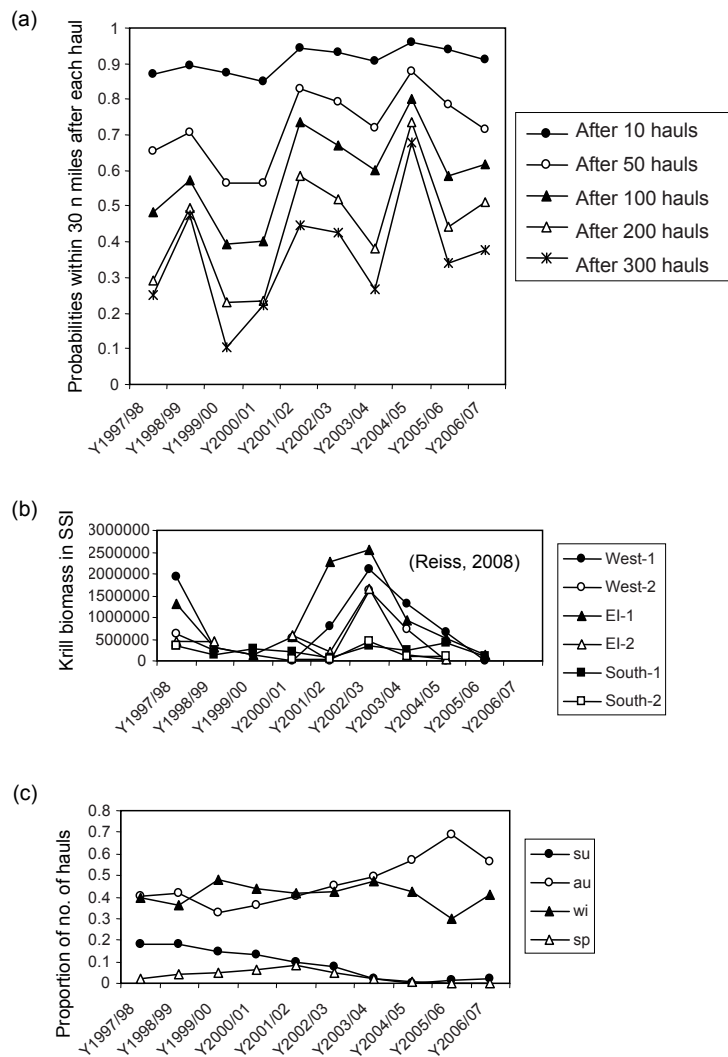 (a)
Probabilities within 30 n miles after each haul
1
0.9
0.8
0.7
0.6
0.5
0.4
0.3
0.2
0.1
0
Y1997/98
Y1998/99
Y1999/00
Y2000/01
Y2001/02
Y2002/03
Y2003/04
Y2004/05
Y2005/06
Y2006/07
After 10 hauls
After 50 hauls
After 100 hauls
After 200 hauls
After 300 hauls
(b)
Krill biomass in SSI
3000000
2500000
2000000
1500000
1000000
500000
0
(Reiss, 2008)
Y1997/98
Y1998/99
Y1999/00
Y2000/01
Y2001/02
Y2002/03
Y2003/04
Y2004/05
Y2005/06
Y2006/07
West-1
West-2
EI-1
EI-2
South-1
South-2
(c)
Proportion of no. of hauls
0.8
0.7
0.6
0.5
0.4
0.3
0.2
0.1
0
Y1997/98
Y1998/99
Y1999/00
Y2000/01
Y2001/02
Y2002/03
Y2003/04
Y2004/05
Y2005/06
Y2006/07
su
au
wi
sp